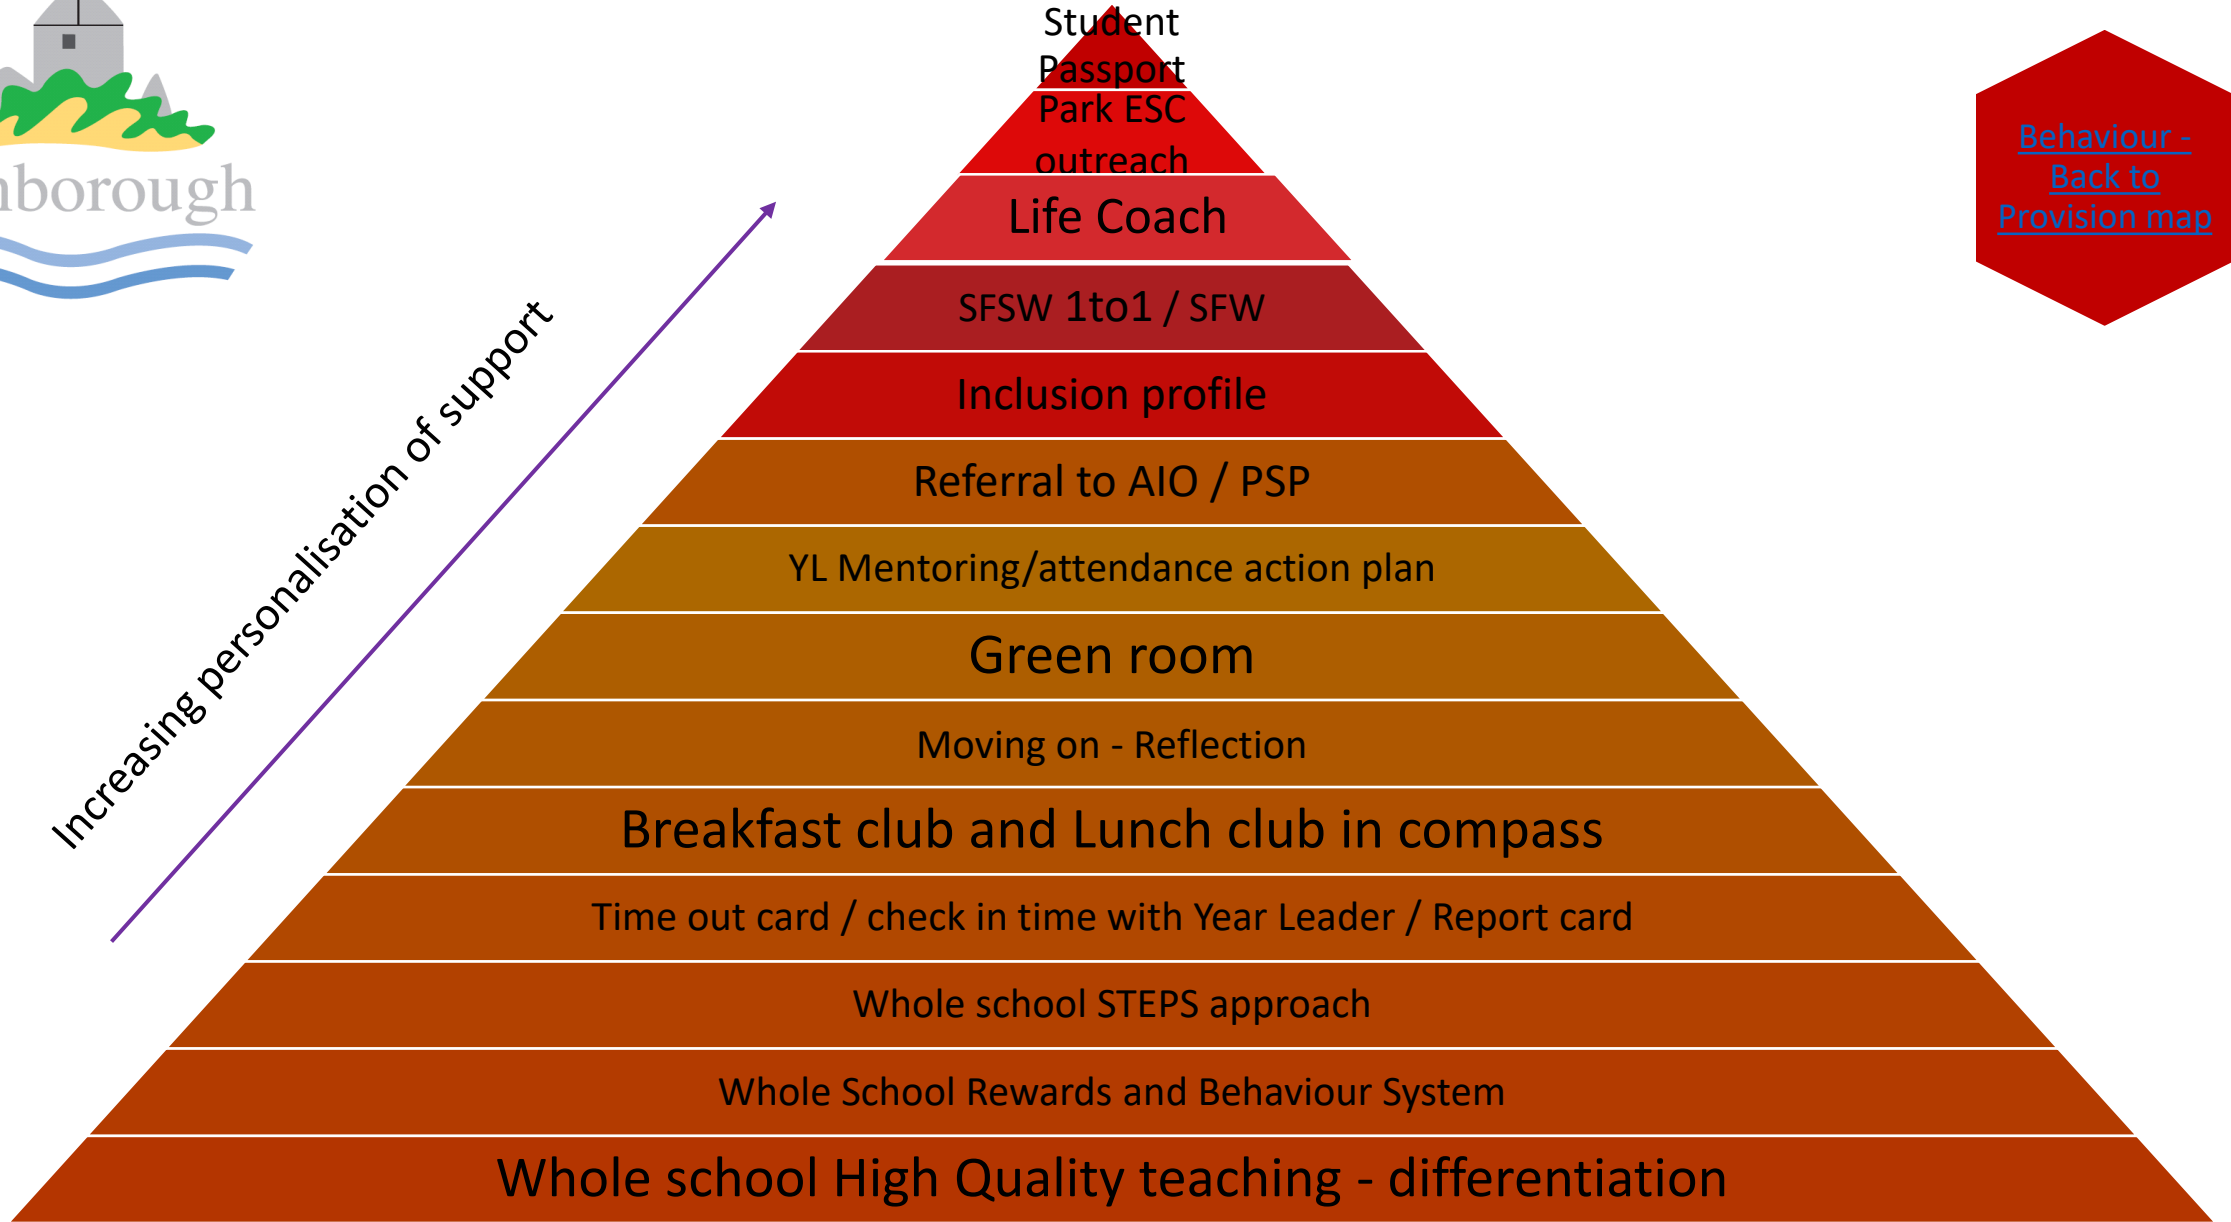 Student
Passport
Park ESC
outreach
Life Coach
SFSW 1to1 / SFW
Inclusion profile
Referral to AIO / PSP
YL Mentoring/attendance action plan
Green room
Moving on - Reflection
Breakfast club and Lunch club in compass
Time out card / check in time with Year Leader / Report card
Whole school STEPS approach
Whole School Rewards and Behaviour System
Whole school High Quality teaching - differentiation
Increasing personalisation of support
Behaviour -
Back to
Provision map